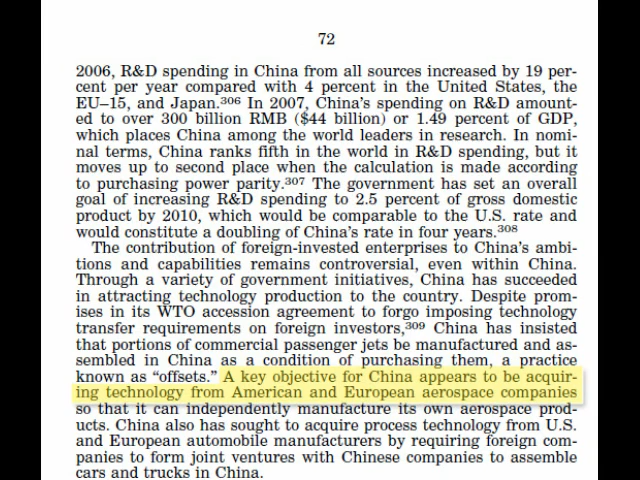 72
2006, R&D spending in China from all sources increased by 19 per-
cent per year compared with 4 percent in the United States, the
EU–15, and Japan.306 In 2007, China's spending on R&D amount-
ed to over 300 billion RMB ($44 billion) or 1.49 percent of GDP,
which places China among the world leaders in research. In nomi-
nal terms, China ranks fifth in the world in R&D spending, but it
moves up to second place when the calculation is made according
to purchasing power parity.307 The government has set an overall
goal of increasing R&D spending to 2.5 percent of gross domestic
product by 2010, which would be comparable to the U.S. rate and
would constitute a doubling of China's rate in four years.308
The contribution of foreign-invested enterprises to China's ambi-
tions and capabilities remains controversial, even within China.
Through a variety of government initiatives, China has succeeded
in attracting technology production to the country. Despite prom-
ises in its WTO accession agreement to forgo imposing technology
transfer requirements on foreign investors,309 China has insisted
that portions of commercial passenger jets be manufactured and as-
sembled in China as a condition of purchasing them, a practice
known as “offsets.” A key objective for China appears to be acquir-
ing technology from American and European aerospace companies
so that it can independently manufacture its own aerospace prod-
ucts. China also has sought to acquire process technology from U.S.
and European automobile manufacturers by requiring foreign com-
panies to form joint ventures with Chinese companies to assemble
cars and trucks in China.